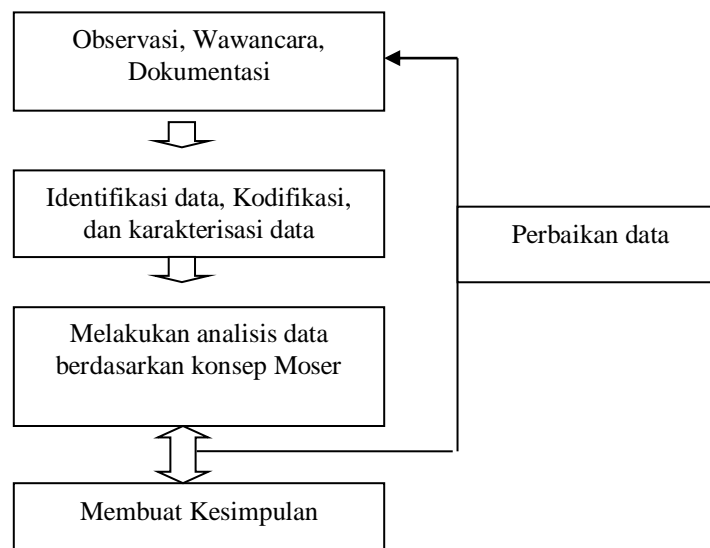 Observasi, Wawancara,
Dokumentasi
Identifikasi data, Kodifikasi,
dan karakterisasi data
Perbaikan data
Melakukan analisis data
berdasarkan konsep Moser
Membuat Kesimpulan